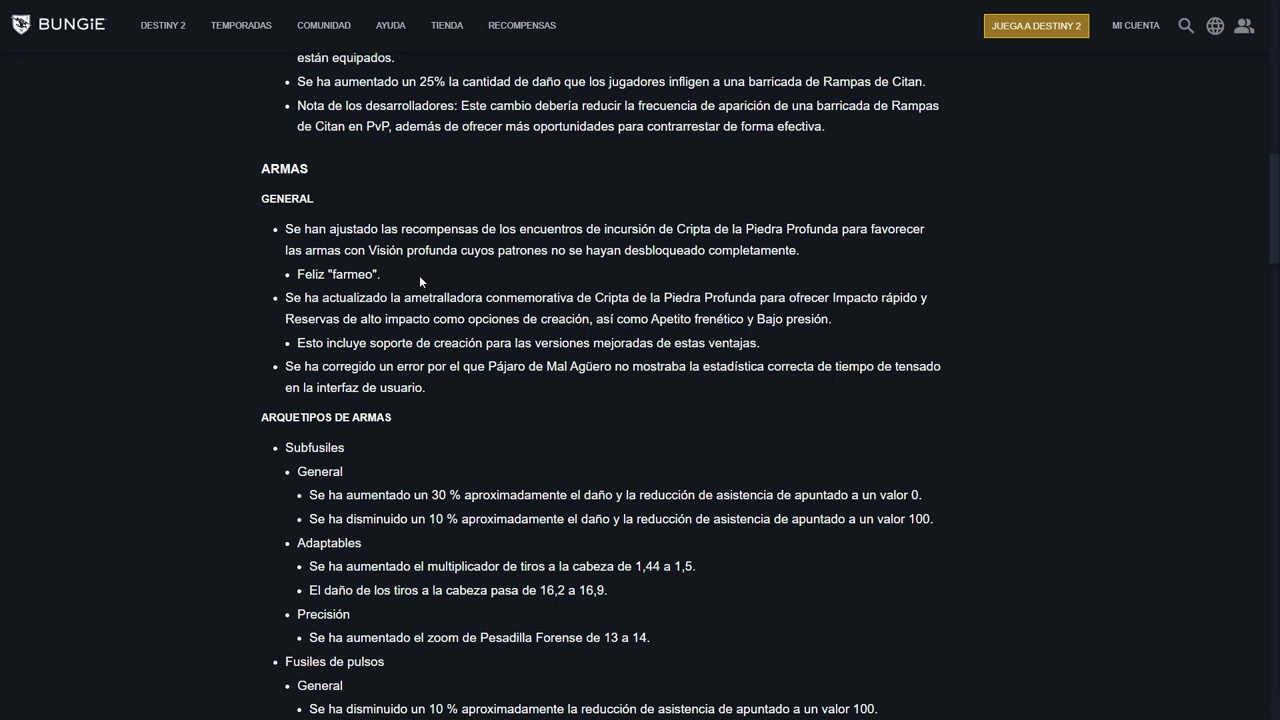 BUNGiE
DESTINY 2
TEMPORADAS
COMUNIDAD
AYUDA
TIENDA
RECOMPENSAS
JUEGA A DESTINY 2
MI CUENTA
están equipados.
• Se ha aumentado un 25% la cantidad de daño que los jugadores infligen a una barricada de Rampas de Citan.
• Nota de los desarrolladores: Este cambio debería reducir la frecuencia de aparición de una barricada de Rampas
de Citan en PvP, además de ofrecer más oportunidades para contrarrestar de forma efectiva.
ARMAS
GENERAL
• Se han ajustado las recompensas de los encuentros de incursión de Cripta de la Piedra Profunda para favorecer
las armas con Visión profunda cuyos patrones no se hayan desbloqueado completamente.
• Feliz "farmeo".
• Se ha actualizado la ametralladora conmemorativa de Cripta de la Piedra Profunda para ofrecer Impacto rápido y
Reservas de alto impacto como opciones de creación, así como Apetito frenético y Bajo presión.
• Esto incluye soporte de creación para las versiones mejoradas de estas ventajas.
• Se ha corregido un error por el que Pájaro de Mal Agüero no mostraba la estadística correcta de tiempo de tensado
en la interfaz de usuario.
ARQUETIPOS DE ARMAS
• Subfusiles
• General
• Se ha aumentado un 30 % aproximadamente el daño y la reducción de asistencia de apuntado a un valor 0.
• Se ha disminuido un 10 % aproximadamente el daño y la reducción de asistencia de apuntado a un valor 100.
• Adaptables
• Se ha aumentado el multiplicador de tiros a la cabeza de 1,44 a 1,5.
• El daño de los tiros a la cabeza pasa de 16,2 a 16,9.
• Precisión
• Se ha aumentado el zoom de Pesadilla Forense de 13 a 14.
• Fusiles de pulsos
• General
• Se ha disminuido un 10 % aproximadamente la reducción de asistencia de apuntado a un valor 100.